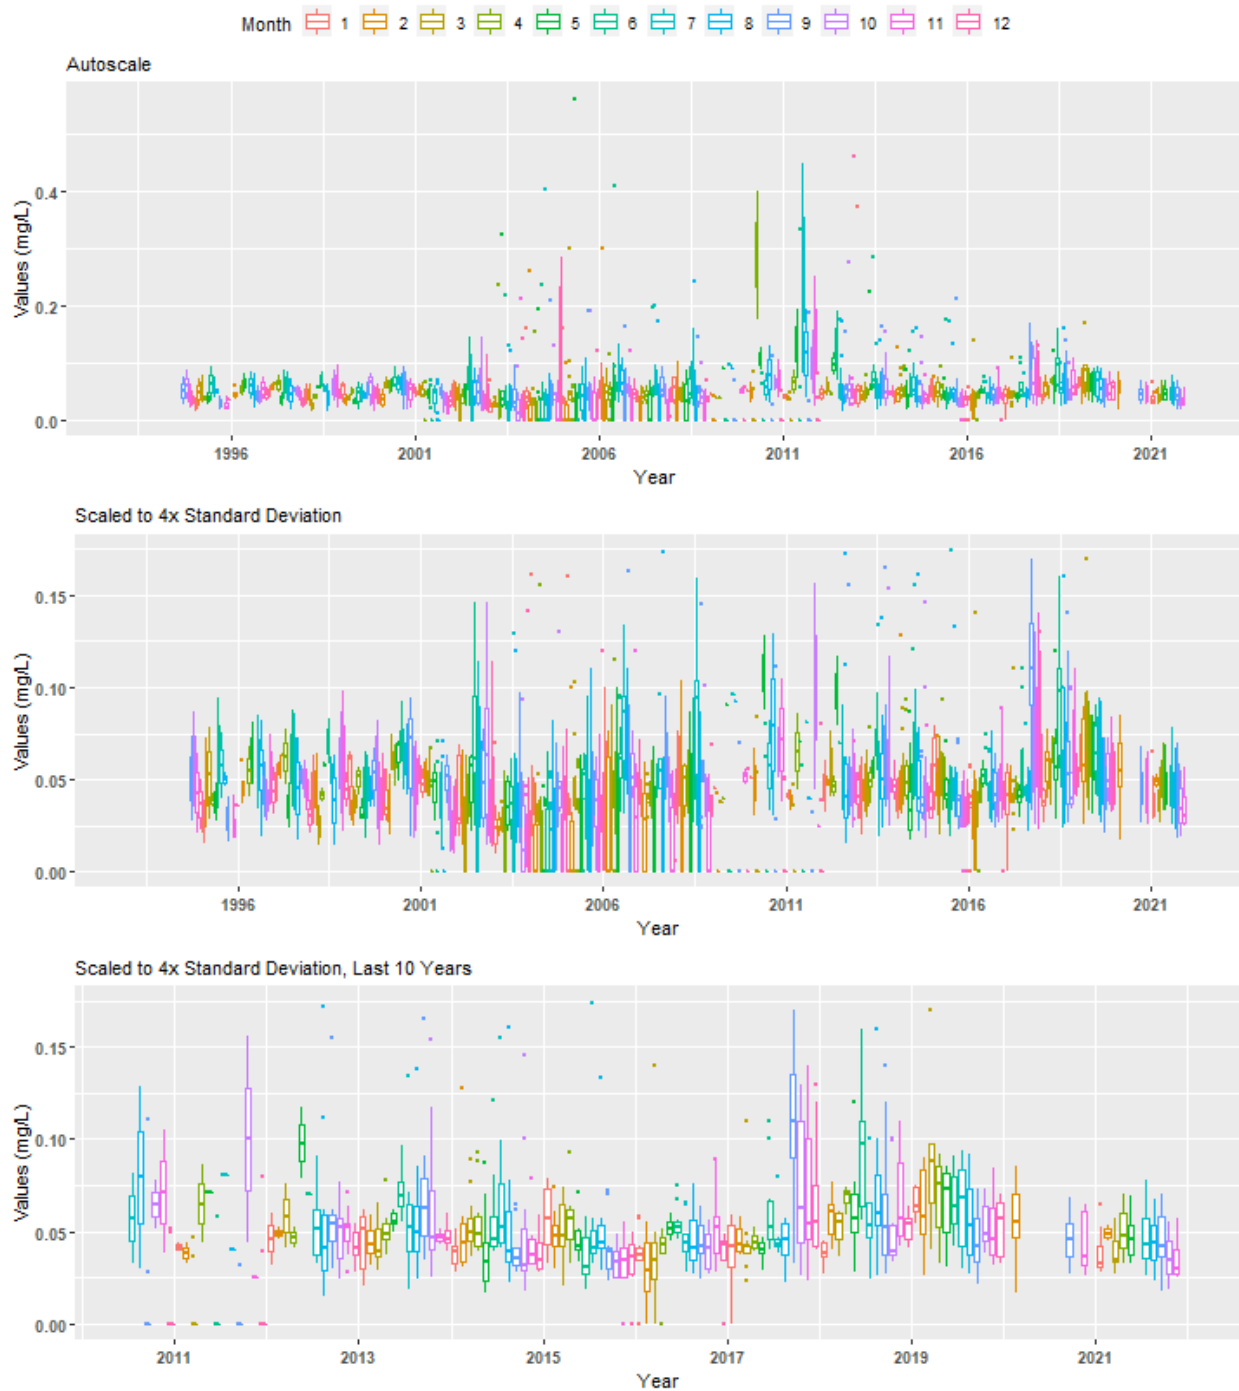 Month 1 2 3 4 5 6 7 8 9 10 11 12
Autoscale
Values (mg/L)
0.4
0.2
0.0
1996 2001 2006 2011 2016 2021
Year
Scaled to 4x Standard Deviation
Values (mg/L)
0.15
0.10
0.05
0.00
1996 2001 2006 2011 2016 2021
Year
Scaled to 4x Standard Deviation, Last 10 Years
Values (mg/L)
0.15
0.10
0.05
0.00
2011 2013 2015 2017 2019 2021
Year